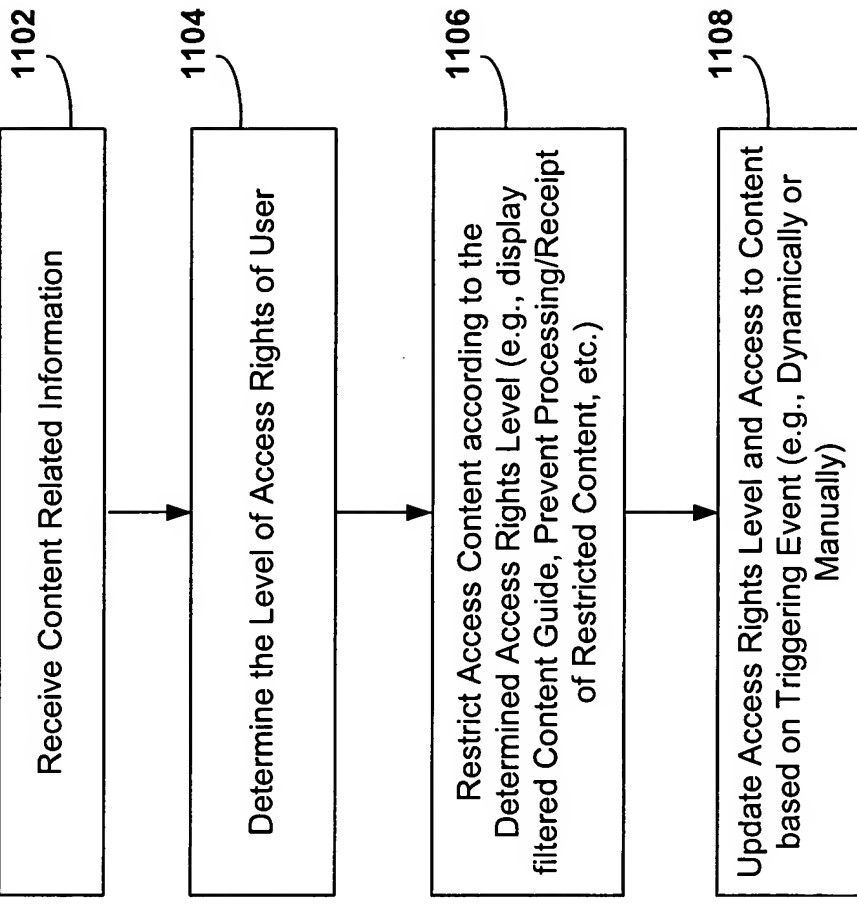 1102
Receive Content Related Information
1104
Determine the Level of Access Rights of User
1106
Restrict Access Content according to the
Determined Access Rights Level (e.g., display
filtered Content Guide, Prevent Processing/Receipt
of Restricted Content, etc.)
1108
Update Access Rights Level and Access to Content
based on Triggering Event (e.g., Dynamically or
Manually)